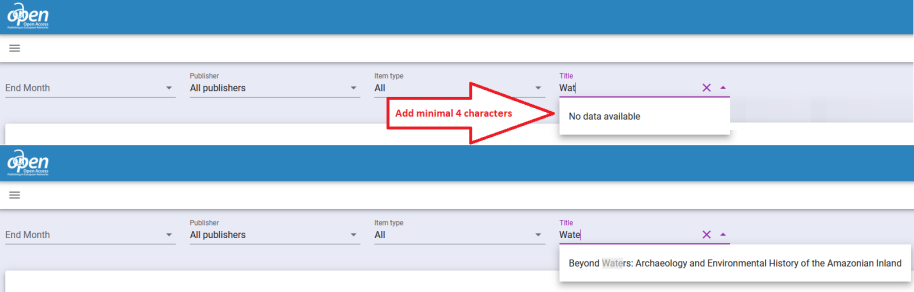 open
Open Access
End Month
Publisher
All publishers
Item type
All
Title
Wat
No data available
Add minimal 4 characters
open
Open Access
End Month
Publisher
All publishers
Item type
All
Title
Wate
Beyond Waters: Archaeology and Environmental History of the Amazonian Inland